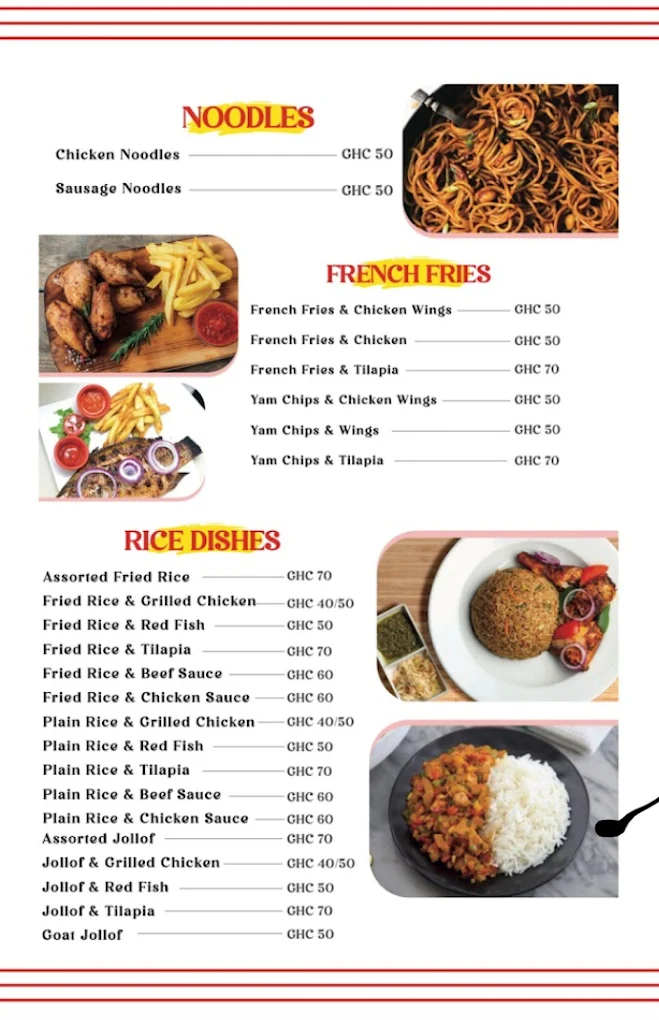 NOODLES
Chicken Noodles GHC 50
Sausage Noodles GHC 50
FRENCH FRIES
French Fries & Chicken Wings GHC 50
French Fries & Chicken GHC 50
French Fries & Tilapia GHC 70
Yam Chips & Chicken Wings GHC 50
Yam Chips & Wings GHC 50
Yam Chips & Tilapia GHC 70
RICE DISHES
Assorted Fried Rice GHC 70
Fried Rice & Grilled Chicken GHC 40/50
Fried Rice & Red Fish GHC 50
Fried Rice & Tilapia GHC 70
Fried Rice & Beef Sauce GHC 60
Fried Rice & Chicken Sauce GHC 60
Plain Rice & Grilled Chicken GHC 40/50
Plain Rice & Red Fish GHC 50
Plain Rice & Tilapia GHC 70
Plain Rice & Beef Sauce GHC 60
Plain Rice & Chicken Sauce GHC 60
Assorted Jollof GHC 70
Jollof & Grilled Chicken GHC 40/50
Jollof & Red Fish GHC 50
Jollof & Tilapia GHC 70
Goat Jollof GHC 50